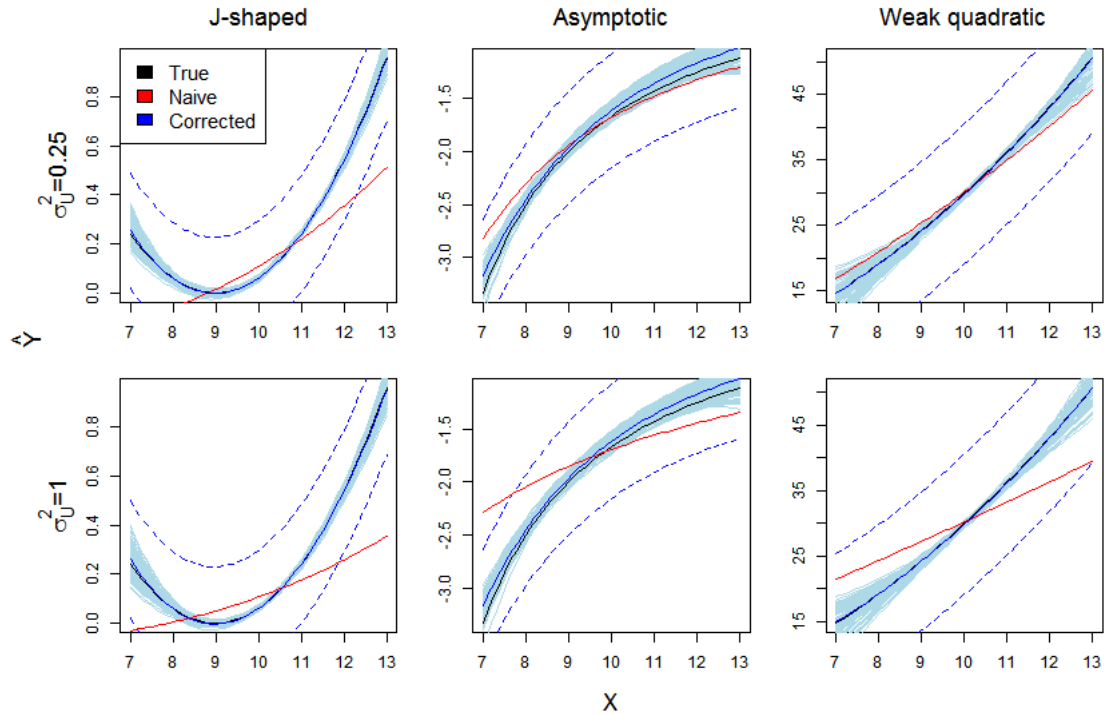 J-shaped Asymptotic Weak quadratic
True
Naive
Corrected
σ²U=0.25
0.0 0.2 0.4 0.6 0.8
-3.0 -2.5 -2.0 -1.5
15 25 35 45
7 8 9 10 11 12 13
7 8 9 10 11 12 13
7 8 9 10 11 12 13
Ŷ
σ²U=1
0.0 0.2 0.4 0.6 0.8
-3.0 -2.5 -2.0 -1.5
15 25 35 45
7 8 9 10 11 12 13
7 8 9 10 11 12 13
7 8 9 10 11 12 13
X